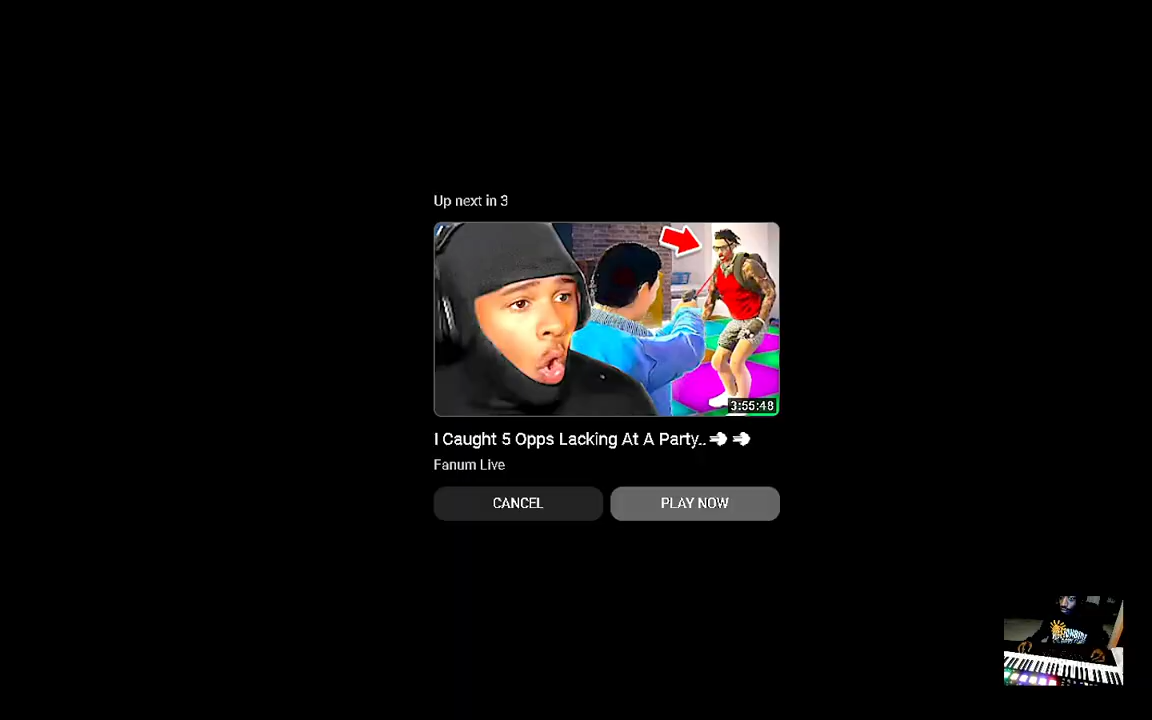 Up next in 3
3:55:48
I Caught 5 Opps Lacking At A Party..💨 💨
Fanum Live
CANCEL
PLAY NOW